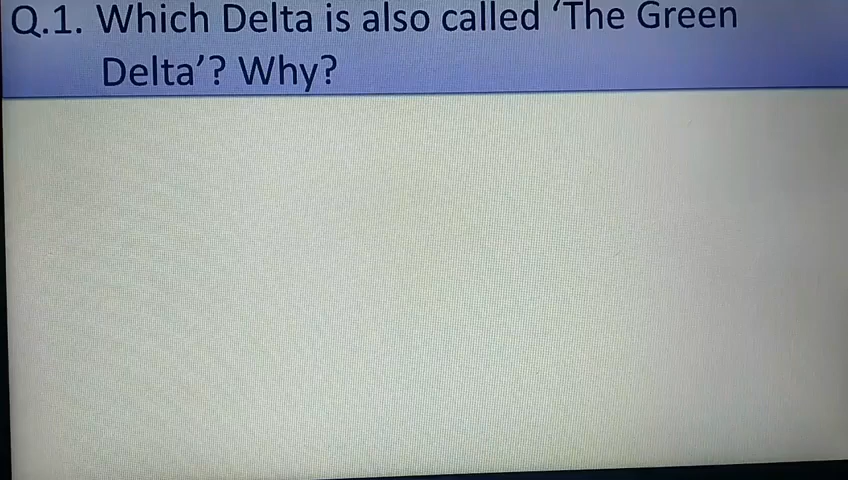 Q.1. Which Delta is also called ‘The Green
Delta’? Why?